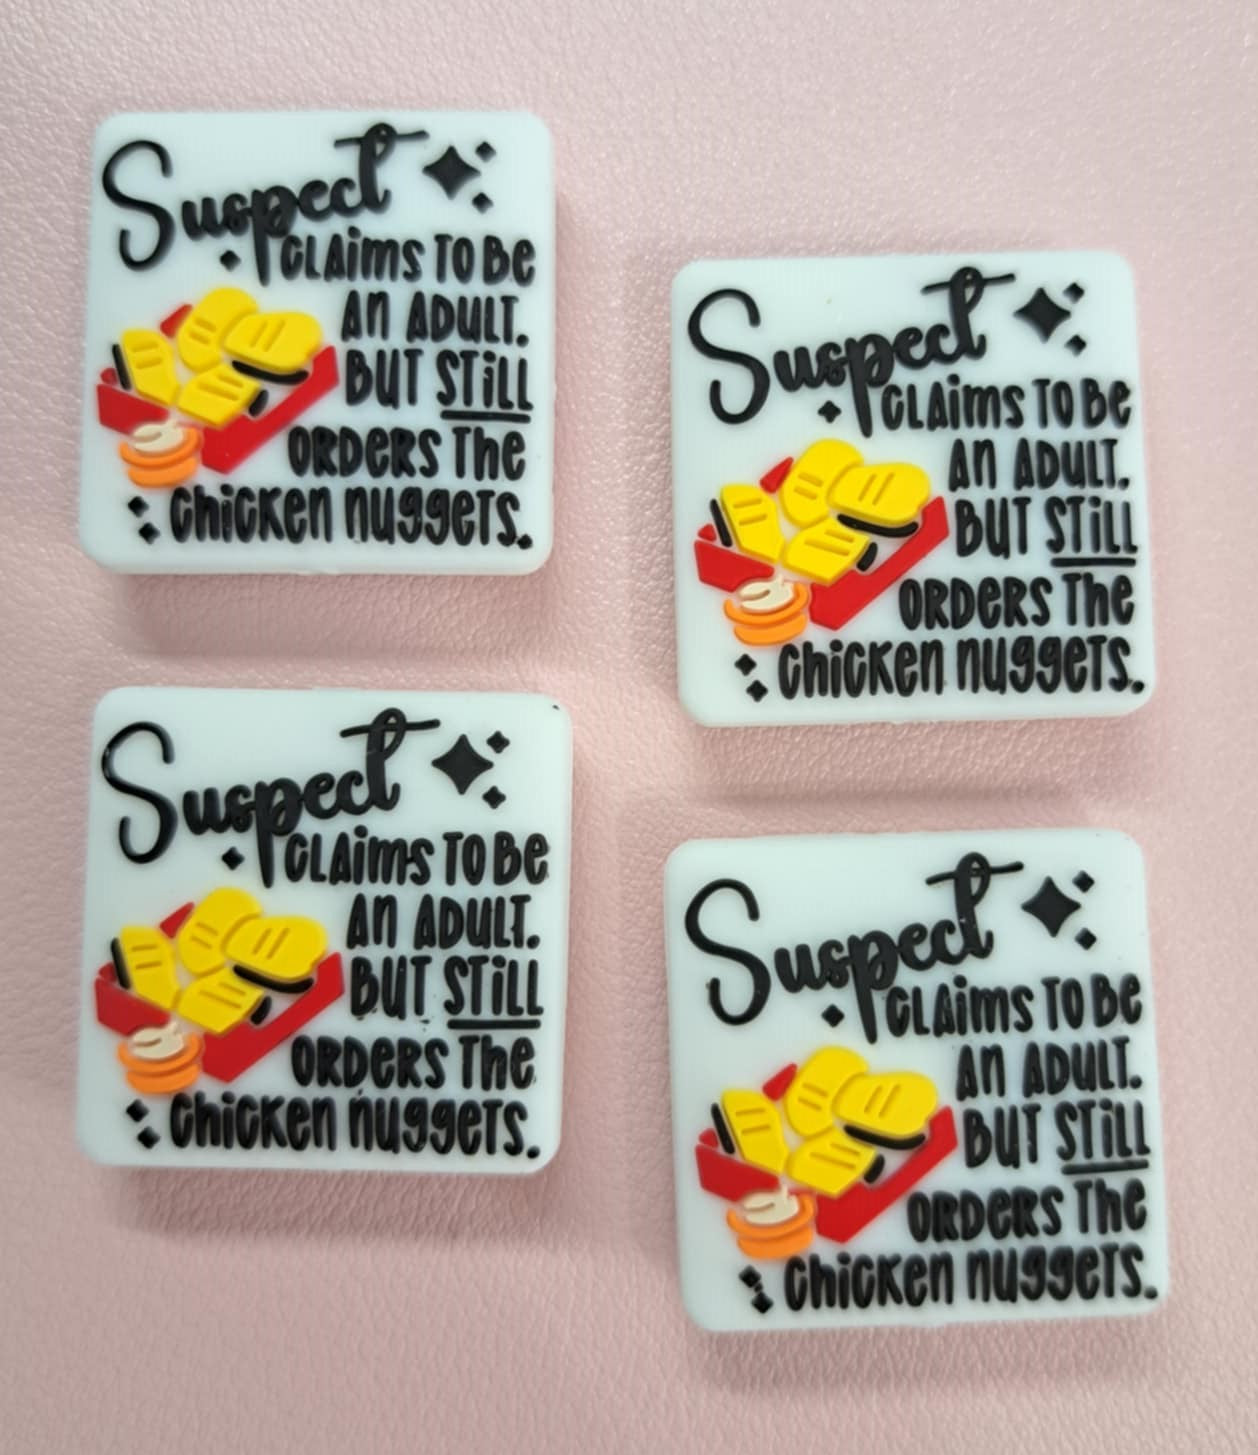 Suspect
CLAIMS TO BE
AN ADULT.
BUT STILL
ORDERS THE
CHICKEN NUGGETS.
Suspect
CLAIMS TO BE
AN ADULT.
BUT STILL
ORDERS THE
CHICKEN NUGGETS.
Suspect
CLAIMS TO BE
AN ADULT.
BUT STILL
ORDERS THE
CHICKEN NUGGETS.
Suspect
CLAIMS TO BE
AN ADULT.
BUT STILL
ORDERS THE
CHICKEN NUGGETS.